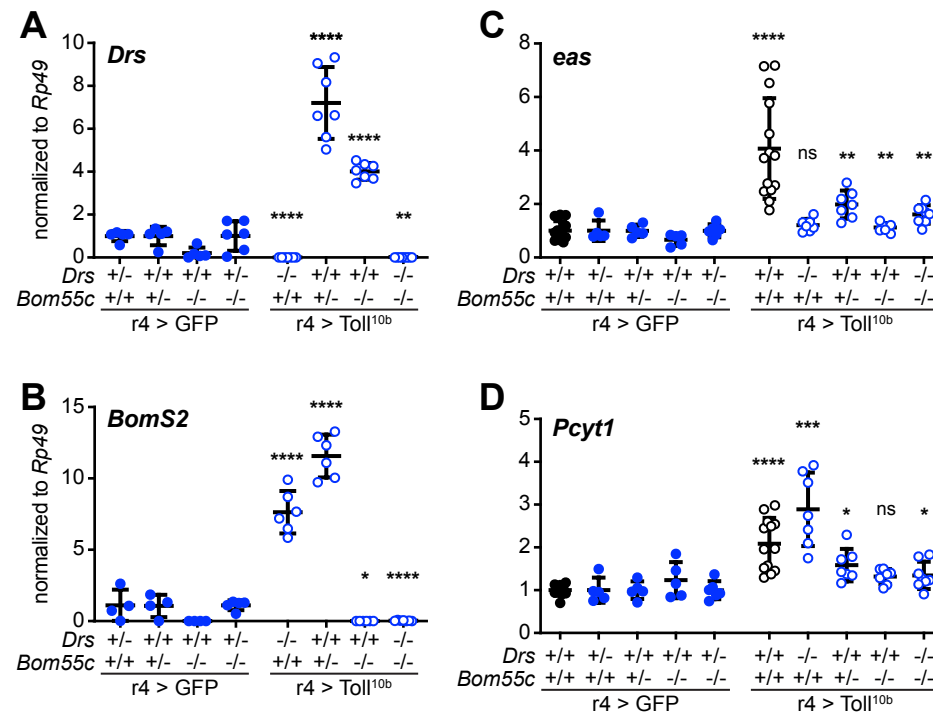 A
Drs
normalized to Rp49
10
8
6
4
2
0
****
****
****
**
Drs +/- +/+ +/+ +/- -/- +/+ +/+ -/-
Bom55c +/+ +/- -/- -/- +/+ +/- -/- -/-
r4 > GFP r4 > Toll¹⁰ᵇ
B
BomS2
normalized to Rp49
15
10
5
0
****
****
*
****
Drs +/- +/+ +/+ +/- -/- +/+ +/+ -/-
Bom55c +/+ +/- -/- -/- +/+ +/- -/- -/-
r4 > GFP r4 > Toll¹⁰ᵇ
C
eas
8
6
4
2
0
****
ns
**
**
**
Drs +/+ +/- +/+ +/+ +/- +/+ -/- +/+ +/+ -/-
Bom55c +/+ +/+ +/- -/- -/- +/+ +/+ +/- -/- -/-
r4 > GFP r4 > Toll¹⁰ᵇ
D
Pcyt1
5
4
3
2
1
0
****
***
*
ns
*
Drs +/+ +/- +/+ +/+ +/- +/+ -/- +/+ +/+ -/-
Bom55c +/+ +/+ +/- -/- -/- +/+ +/+ +/- -/- -/-
r4 > GFP r4 > Toll¹⁰ᵇ